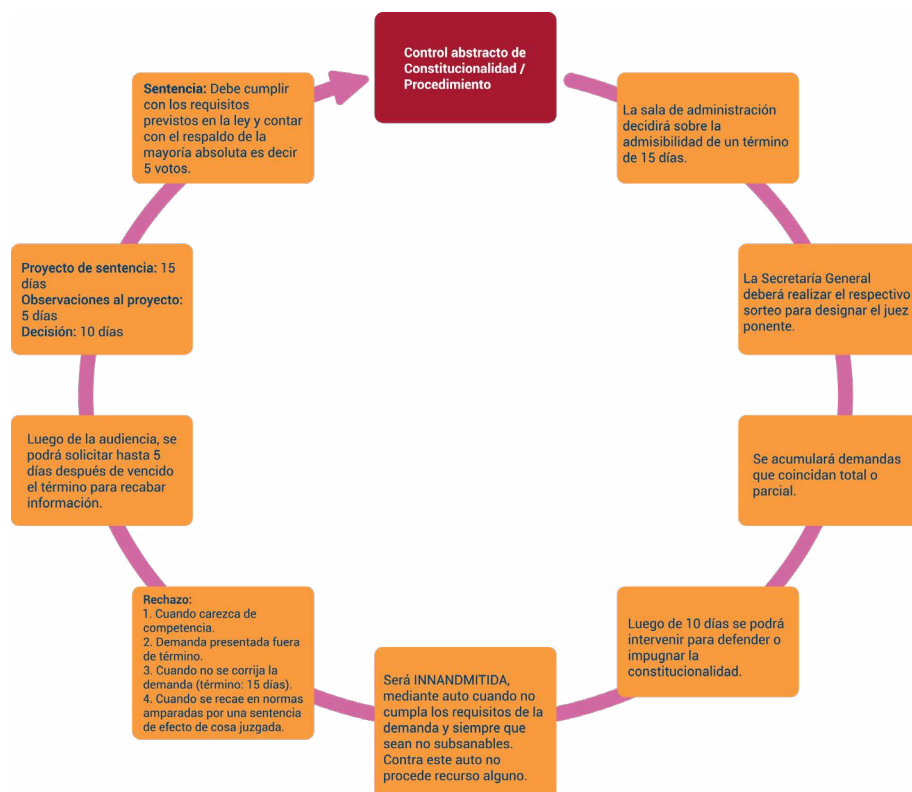 Control abstracto de
Constitucionalidad /
Procedimiento
La sala de administración
decidirá sobre la
admisibilidad de un término
de 15 días.
La Secretaría General
deberá realizar el respectivo
sorteo para designar el juez
ponente.
Se acumulará demandas
que coincidan total o
parcial.
Luego de 10 días se podrá
intervenir para defender o
impugnar la
constitucionalidad.
Será INNANDMITIDA,
mediante auto cuando no
cumpla los requisitos de la
demanda y siempre que
sean no subsanables.
Contra este auto no
procede recurso alguno.
Rechazo:
1. Cuando carezca de
competencia.
2. Demanda presentada fuera
de término.
3. Cuando no se corrija la
demanda (término: 15 días).
4. Cuando se recae en normas
amparadas por una sentencia
de efecto de cosa juzgada.
Luego de la audiencia, se
podrá solicitar hasta 5
días después de vencido
el término para recabar
información.
Proyecto de sentencia: 15
días
Observaciones al proyecto:
5 días
Decisión: 10 días
Sentencia: Debe cumplir
con los requisitos
previstos en la ley y contar
con el respaldo de la
mayoría absoluta es decir
5 votos.